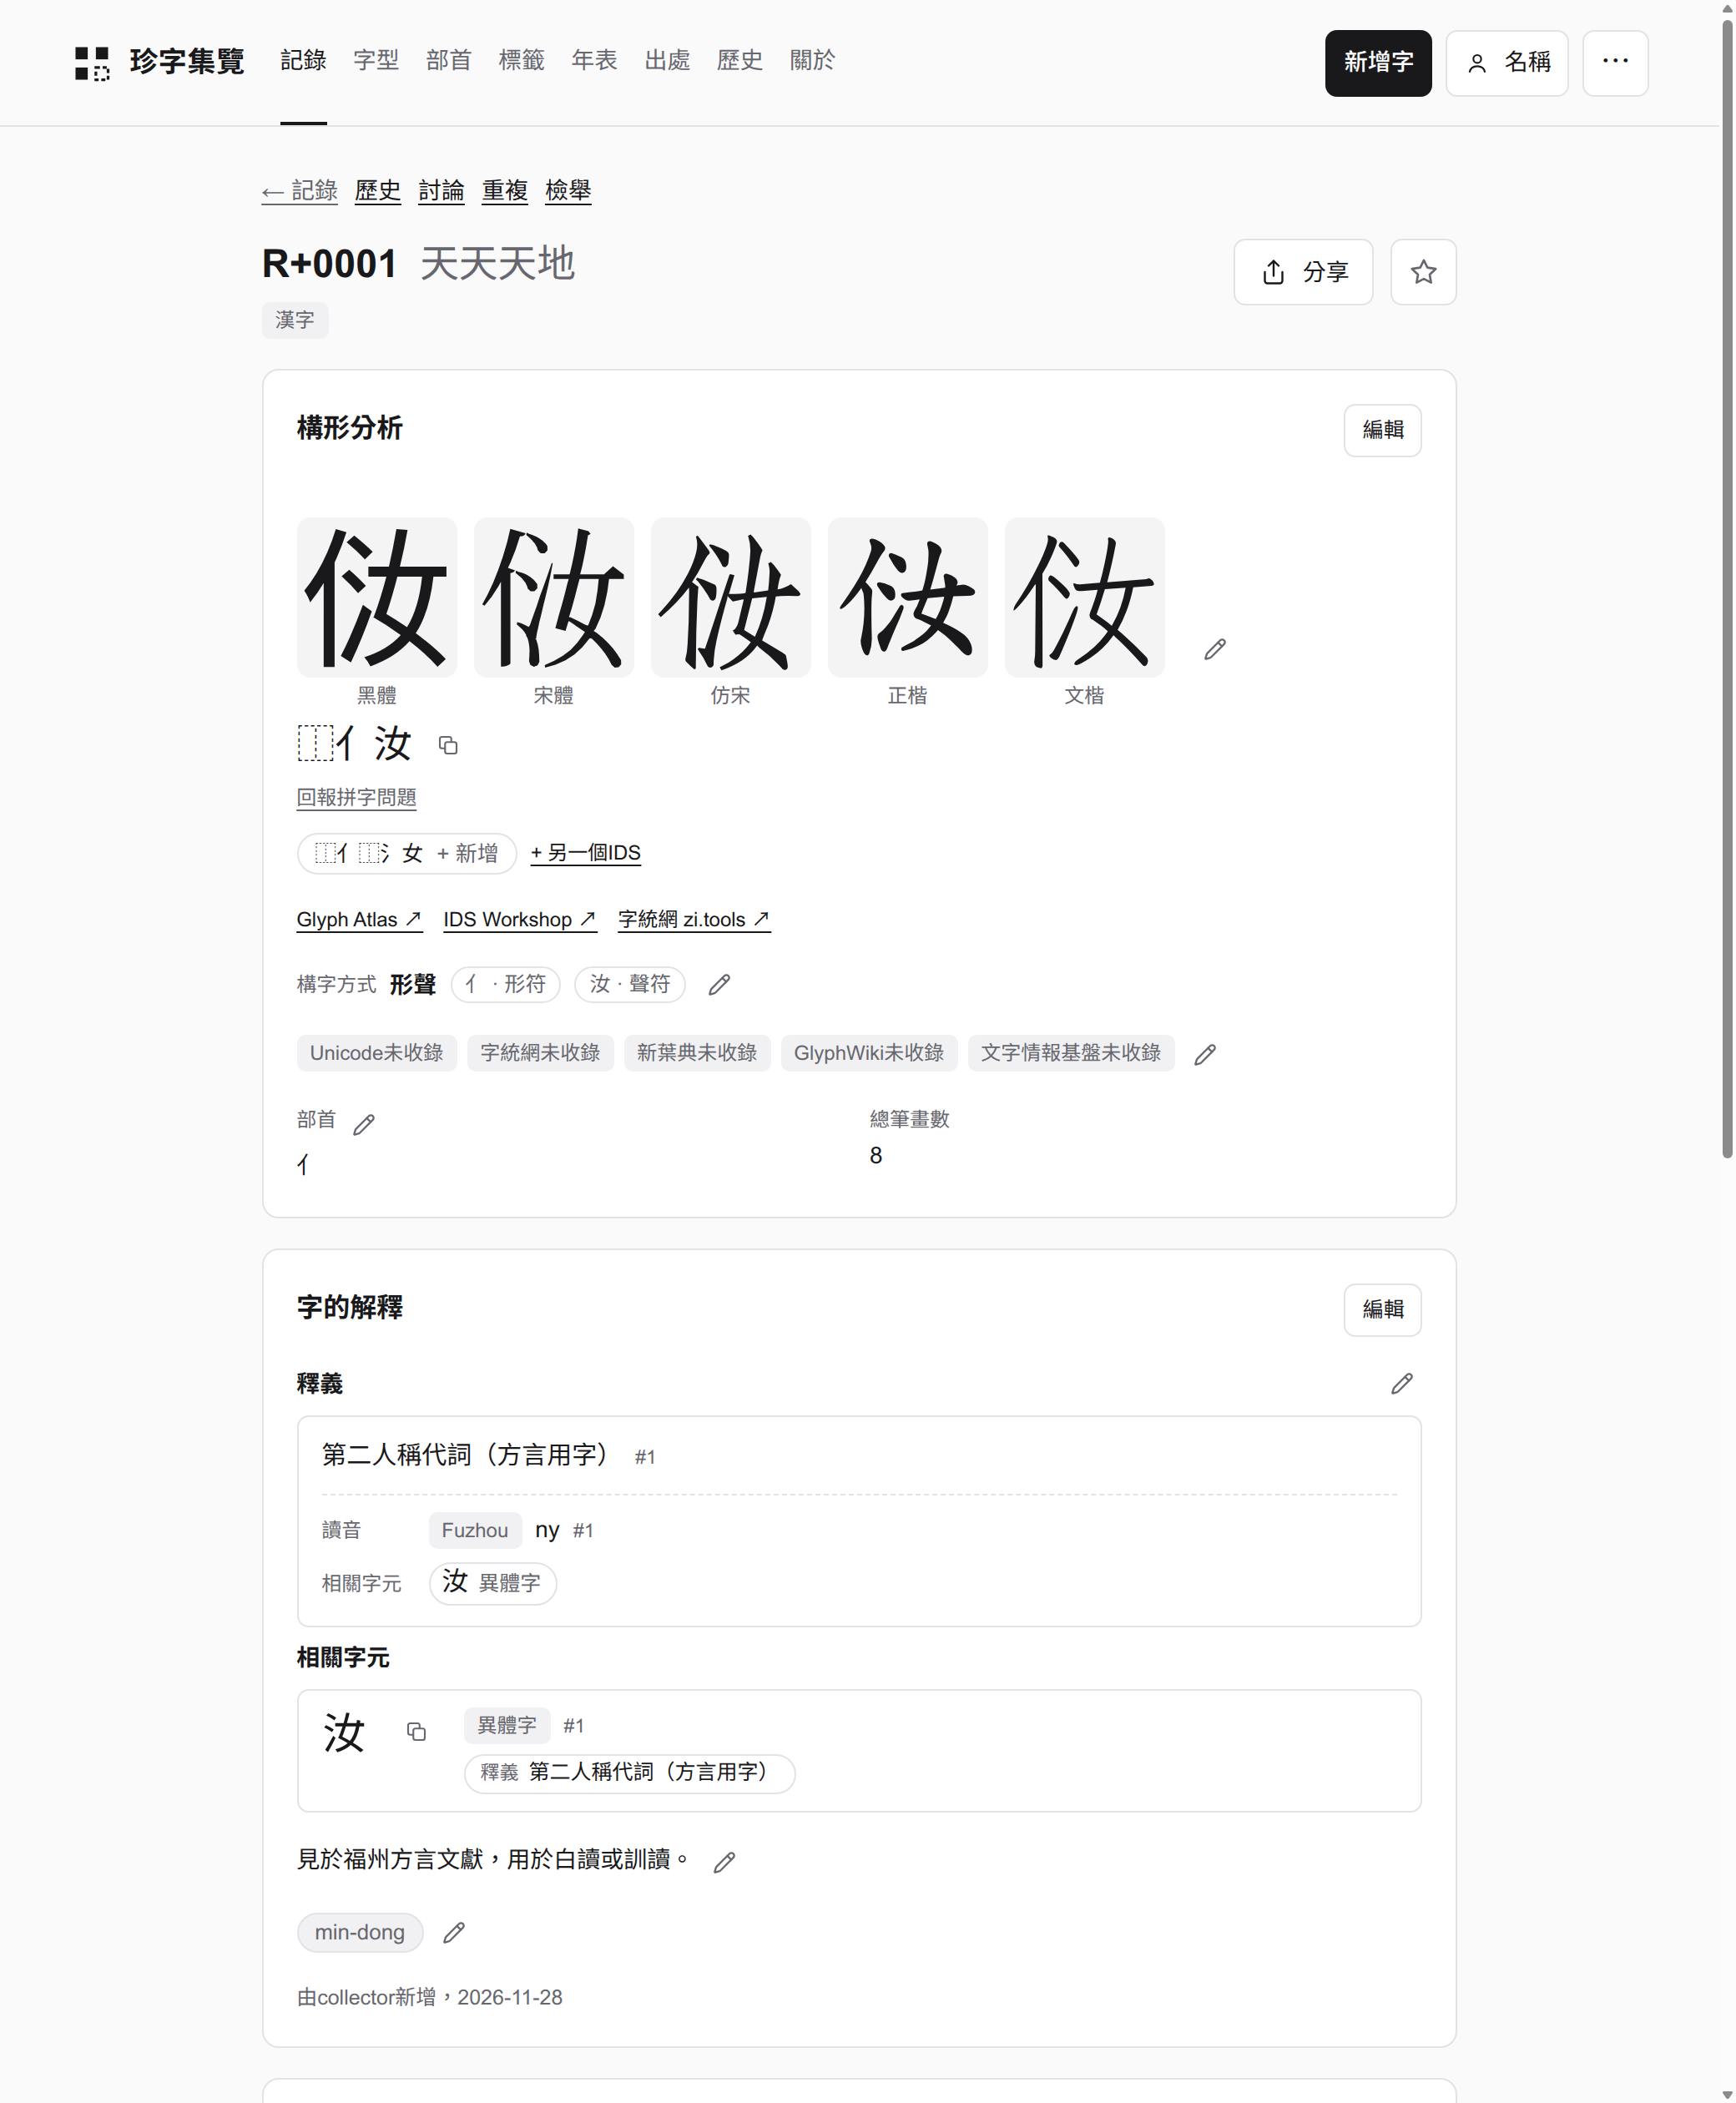 珍字集覽 記錄 字型 部首 標籤 年表 出處 歷史 關於 新增字 名稱 ···
← 記錄 歷史 討論 重複 檢舉
R+0001 天天天地 分享
漢字
構形分析 編輯
黑體 宋體 仿宋 正楷 文楷
⿰亻汝
回報拼字問題
⿰亻⿰氵女 + 新增 + 另一個IDS
Glyph Atlas ↗ IDS Workshop ↗ 字統網 zi.tools ↗
構字方式 形聲 亻 · 形符 汝 · 聲符
Unicode未收錄 字統網未收錄 新葉典未收錄 GlyphWiki未收錄 文字情報基盤未收錄
部首 總筆畫數
亻 8
字的解釋 編輯
釋義
第二人稱代詞（方言用字） #1
讀音 Fuzhou ny #1
相關字元 汝 異體字
相關字元
汝 異體字 #1
釋義 第二人稱代詞（方言用字）
見於福州方言文獻，用於白讀或訓讀。
min-dong
由collector新增，2026-11-28